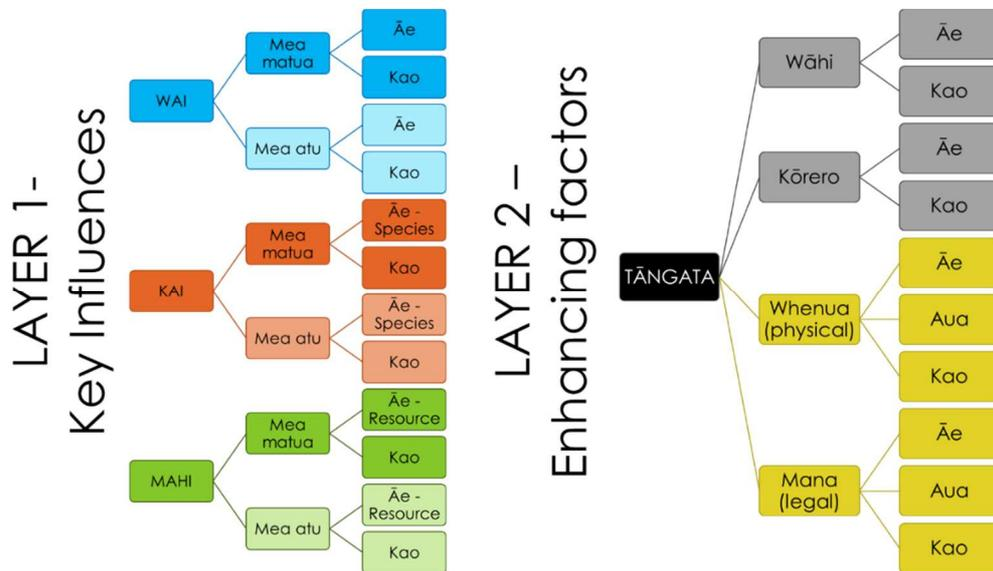 LAYER 1-
Key Influences
WAI
Mea
matua
Āe
Kao
Mea atu
Āe
Kao
KAI
Mea
matua
Āe -
Species
Kao
Mea atu
Āe -
Species
Kao
MAHI
Mea
matua
Āe -
Resource
Kao
Mea atu
Āe -
Resource
Kao
LAYER 2 –
Enhancing factors
TĀNGATA
Wāhi
Āe
Kao
Kōrero
Āe
Kao
Whenua
(physical)
Āe
Aua
Kao
Mana
(legal)
Āe
Aua
Kao